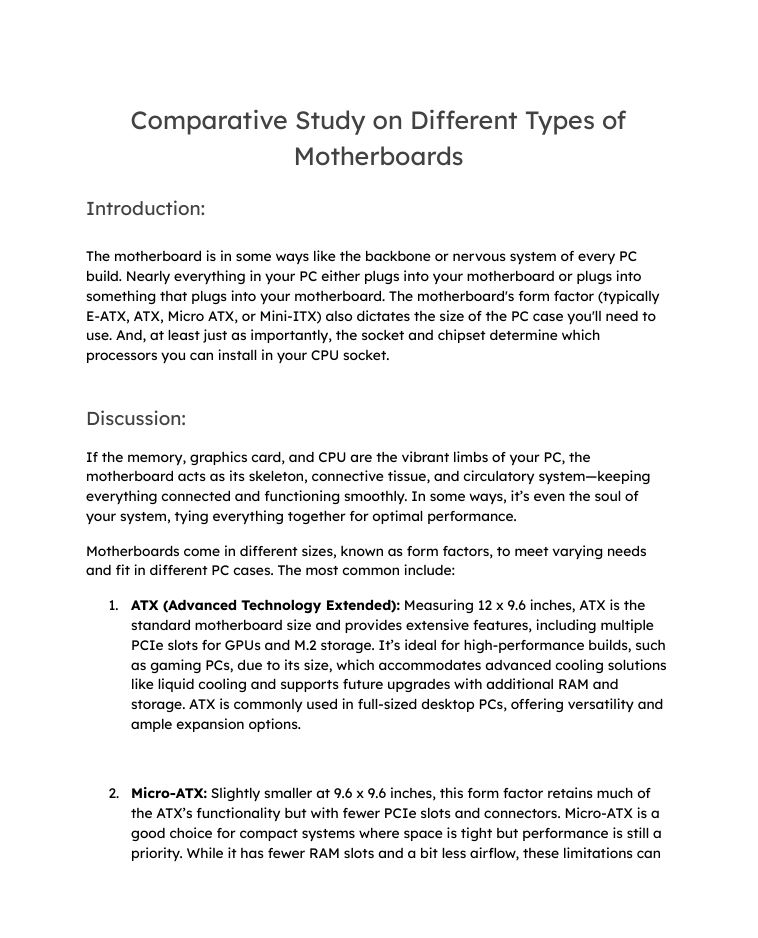 Comparative Study on Different Types of
Motherboards
Introduction:
The motherboard is in some ways like the backbone or nervous system of every PC
build. Nearly everything in your PC either plugs into your motherboard or plugs into
something that plugs into your motherboard. The motherboard's form factor (typically
E-ATX, ATX, Micro ATX, or Mini-ITX) also dictates the size of the PC case you'll need to
use. And, at least just as importantly, the socket and chipset determine which
processors you can install in your CPU socket.
Discussion:
If the memory, graphics card, and CPU are the vibrant limbs of your PC, the
motherboard acts as its skeleton, connective tissue, and circulatory system—keeping
everything connected and functioning smoothly. In some ways, it’s even the soul of
your system, tying everything together for optimal performance.
Motherboards come in different sizes, known as form factors, to meet varying needs
and fit in different PC cases. The most common include:
1. ATX (Advanced Technology Extended): Measuring 12 x 9.6 inches, ATX is the
standard motherboard size and provides extensive features, including multiple
PCIe slots for GPUs and M.2 storage. It’s ideal for high-performance builds, such
as gaming PCs, due to its size, which accommodates advanced cooling solutions
like liquid cooling and supports future upgrades with additional RAM and
storage. ATX is commonly used in full-sized desktop PCs, offering versatility and
ample expansion options.
2. Micro-ATX: Slightly smaller at 9.6 x 9.6 inches, this form factor retains much of
the ATX’s functionality but with fewer PCIe slots and connectors. Micro-ATX is a
good choice for compact systems where space is tight but performance is still a
priority. While it has fewer RAM slots and a bit less airflow, these limitations can